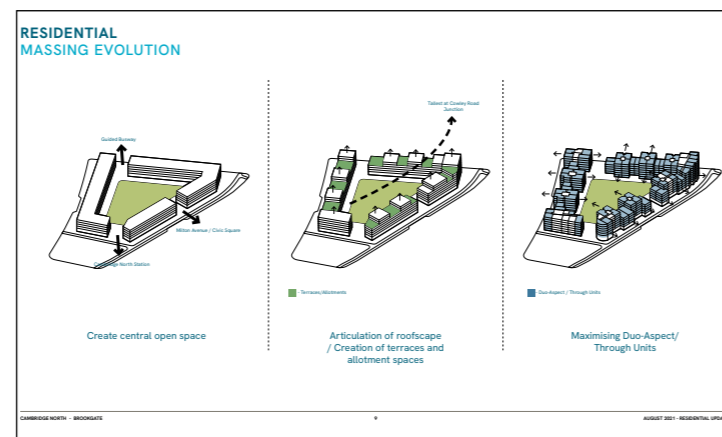 RESIDENTIAL
MASSING EVOLUTION
Guided Busway
Milton Avenue / Civic Square
Cambridge North Station
Create central open space
Tallest at Cowley Road
Junction
- Terraces/Allotments
Articulation of roofscape
/ Creation of terraces and
allotment spaces
- Duo Aspect / Through Units
Maximising Duo-Aspect/
Through Units
CAMBRIDGE NORTH - BROOKGATE
9
AUGUST 2021 - RESIDENTIAL UPDA